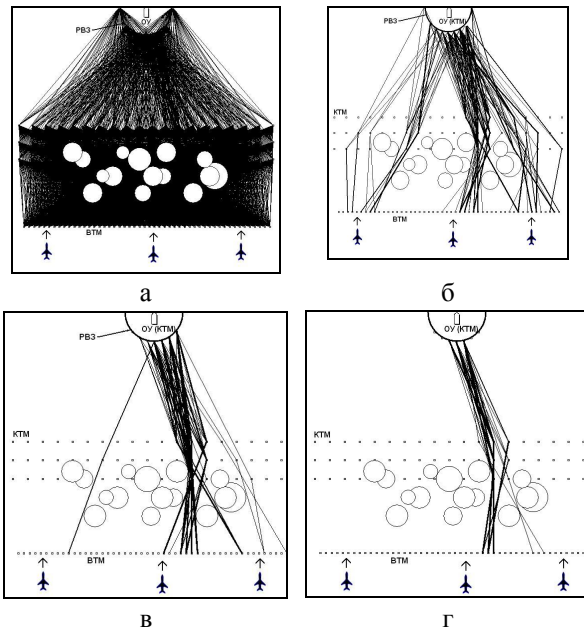 РВЗ
ОУ
ВТМ
а
РВЗ
ОУ (КТМ)
КТМ
ВТМ
б
РВЗ
ОУ (КТМ)
КТМ
ВТМ
в
ОУ (КТМ)
КТМ
ВТМ
г